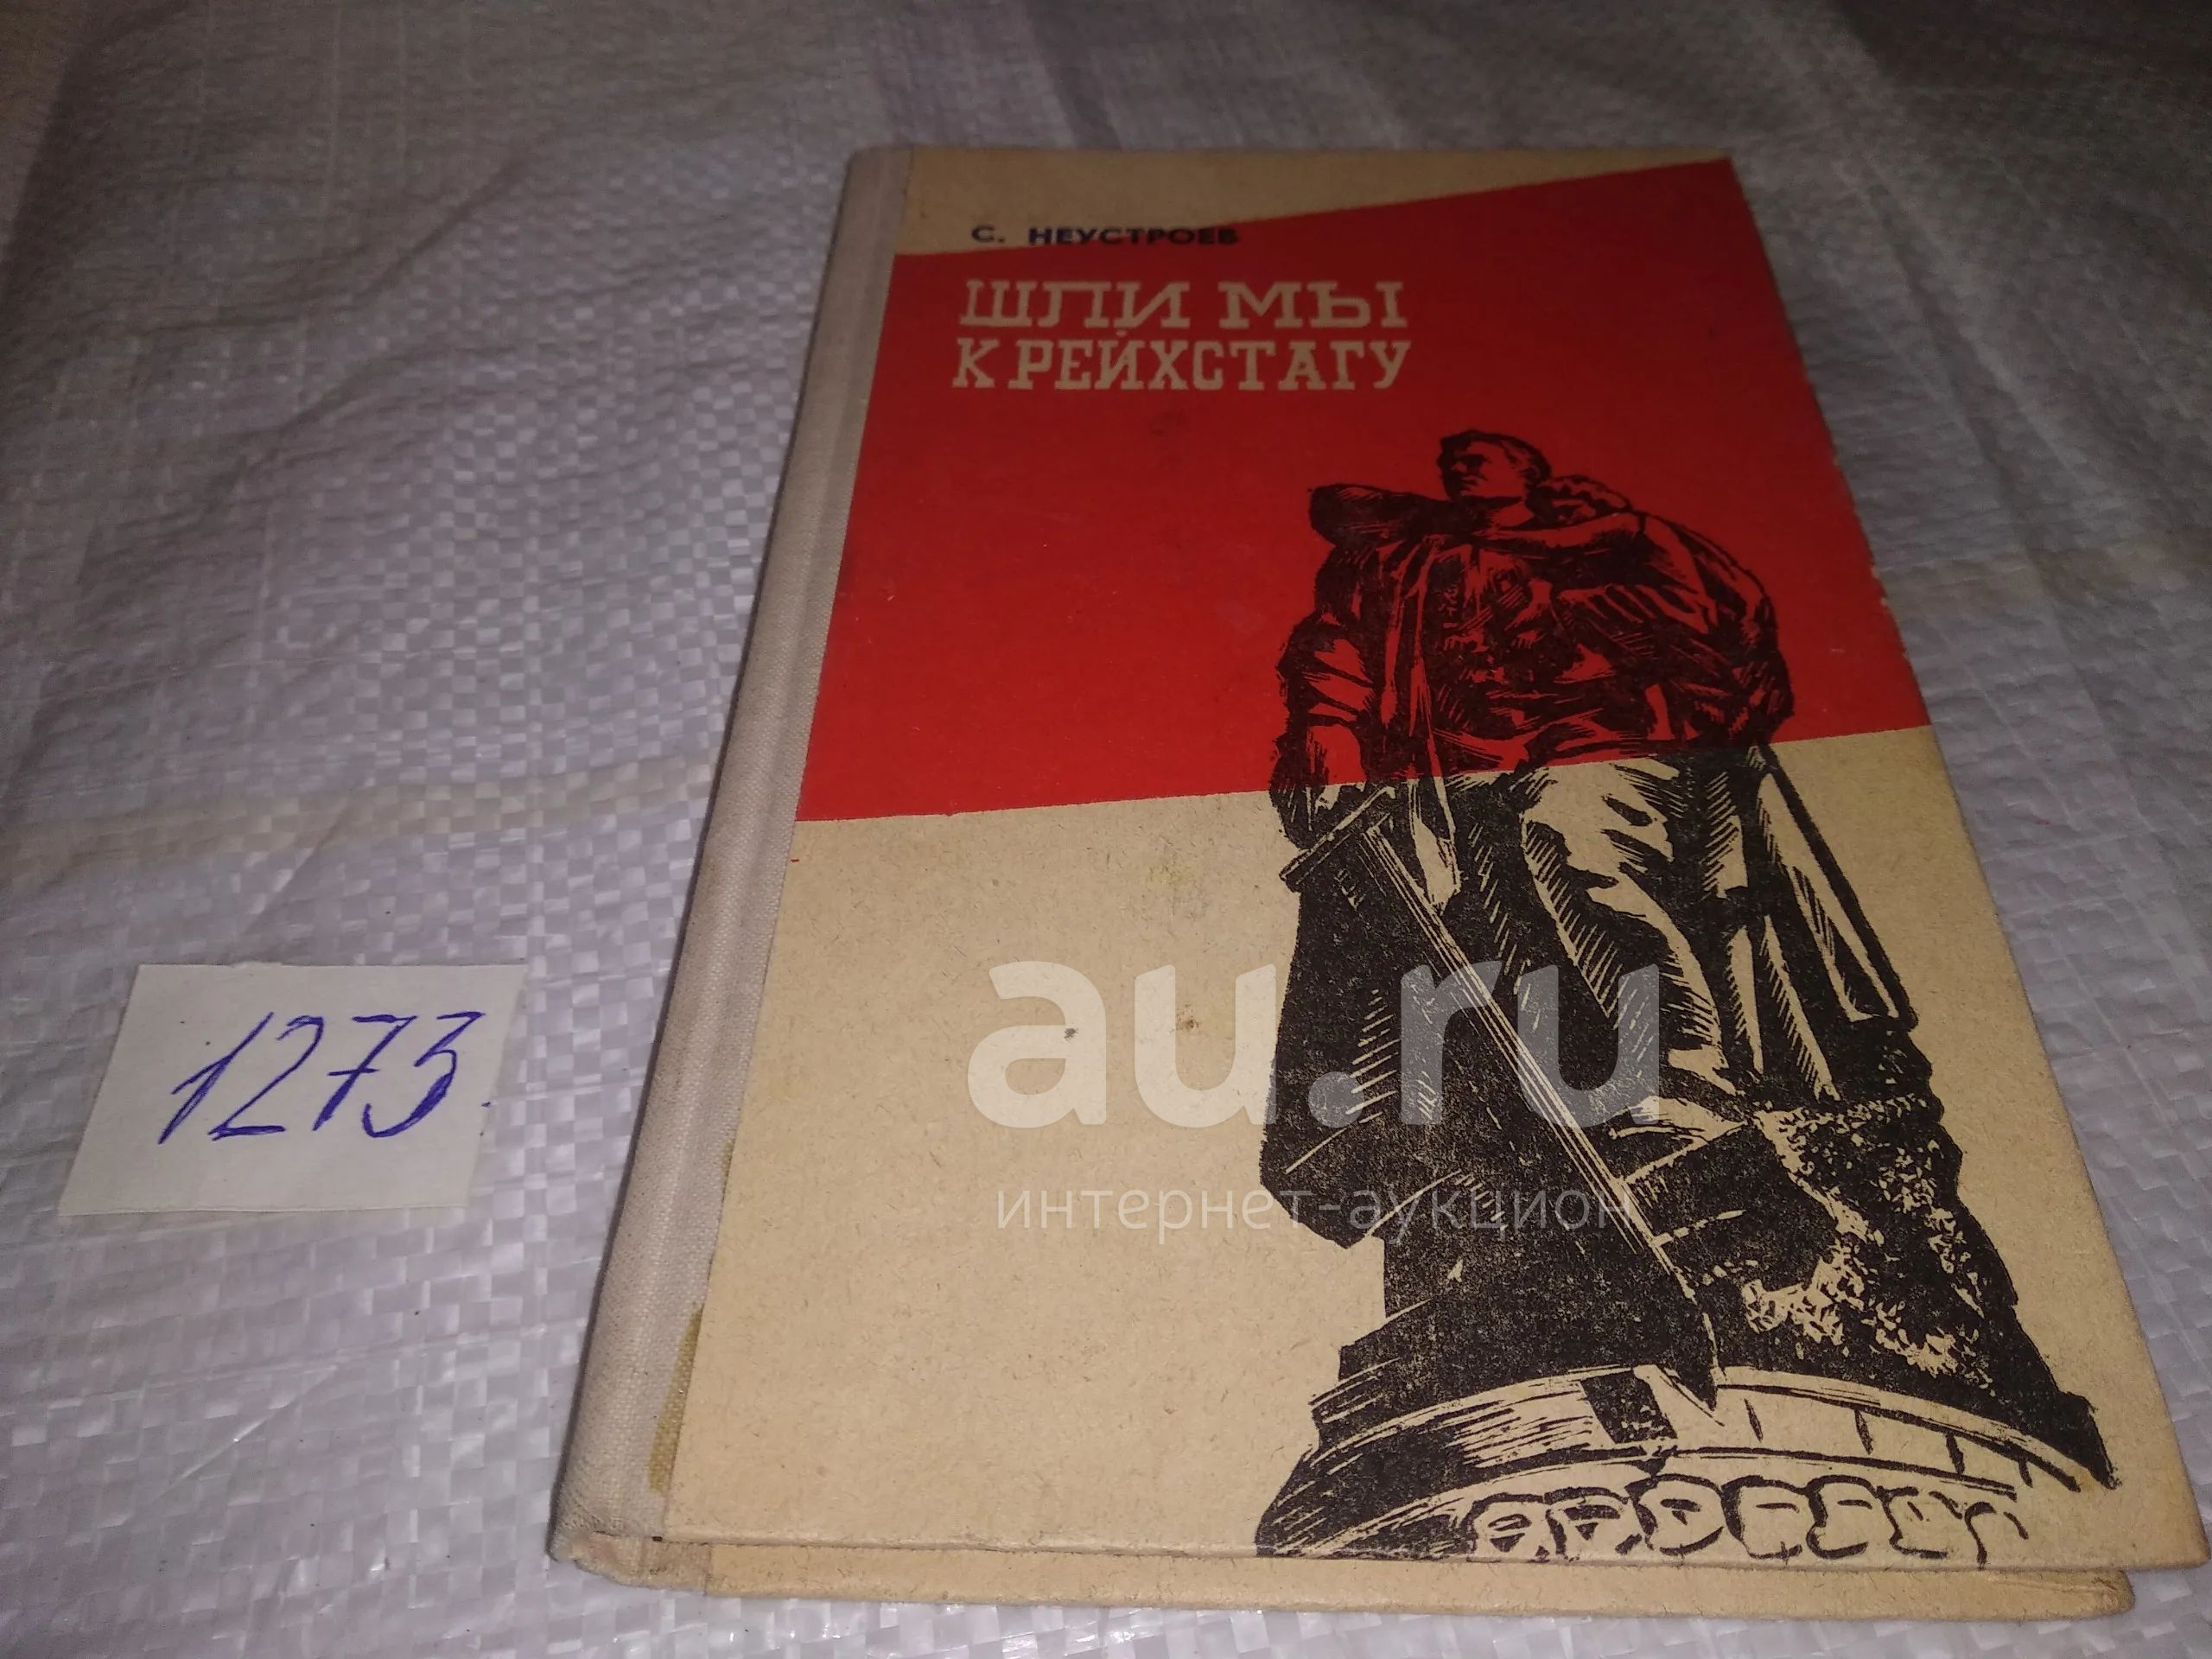 С. НЕУСТРОЕВ
ШЛИ МЫ
К РЕЙХСТАГУ
1273
au.ru
интернет-аукцион